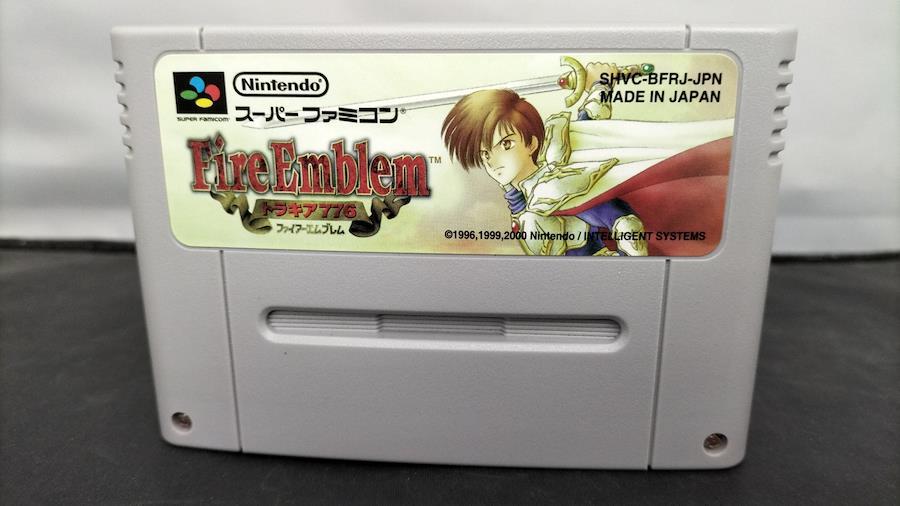 Nintendo®
SUPER FAMICOM
スーパーファミコン®
SHVC-BFRJ-JPN
MADE IN JAPAN
Fire Emblem™
トラキア776
ファイアーエムブレム
©1996,1999,2000 Nintendo / INTELLIGENT SYSTEMS